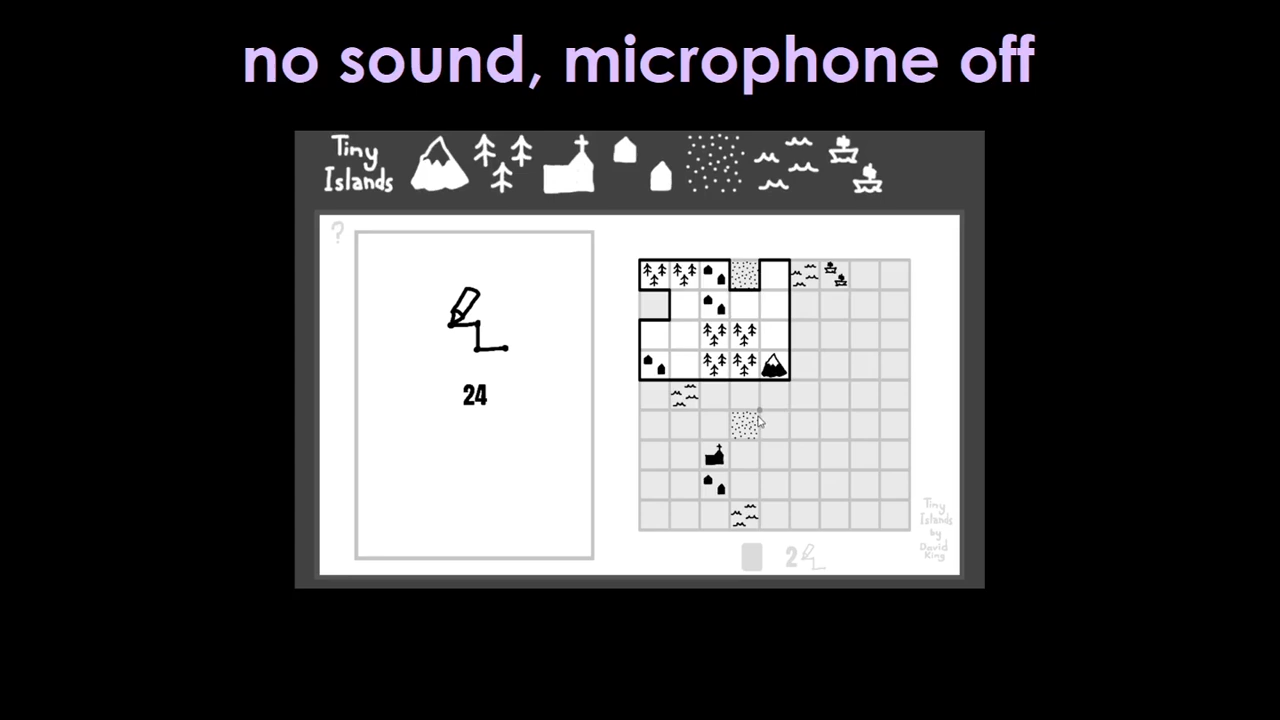 no sound, microphone off
Tiny
Islands
?
24
2
Tiny
Islands
by
David
King